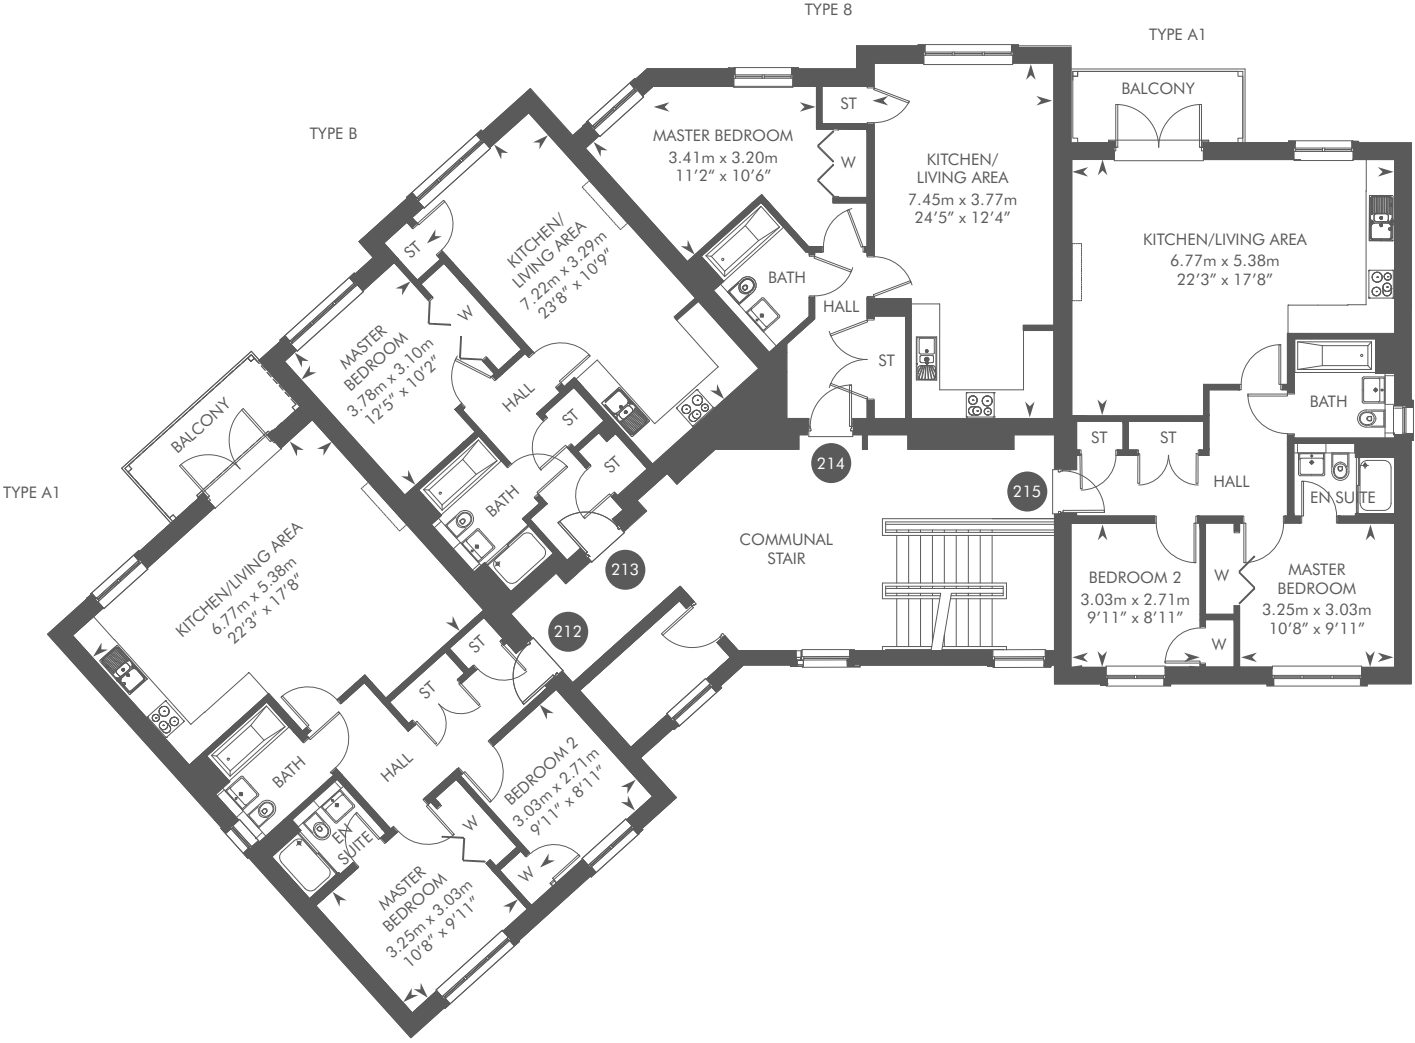 TYPE 8
TYPE A1
BALCONY
ST
MASTER BEDROOM
3.41m x 3.20m
11'2" x 10'6"
W
KITCHEN/
LIVING AREA
7.45m x 3.77m
24'5" x 12'4"
BATH
HALL
ST
214
KITCHEN/LIVING AREA
6.77m x 5.38m
22'3" x 17'8"
BATH
ST
ST
HALL
EN SUITE
215
BEDROOM 2
3.03m x 2.71m
9'11" x 8'11"
W
W
MASTER
BEDROOM
3.25m x 3.03m
10'8" x 9'11"
COMMUNAL
STAIR
TYPE B
KITCHEN/
LIVING AREA
7.22m x 3.29m
23'8" x 10'9"
ST
W
MASTER
BEDROOM
3.78m x 3.10m
12'5" x 10'2"
HALL
ST
ST
BATH
213
TYPE A1
BALCONY
KITCHEN/LIVING AREA
6.77m x 5.38m
22'3" x 17'8"
212
ST
ST
HALL
BATH
EN
SUITE
BEDROOM 2
3.03m x 2.71m
9'11" x 8'11"
W
W
MASTER
BEDROOM
3.25m x 3.03m
10'8" x 9'11"